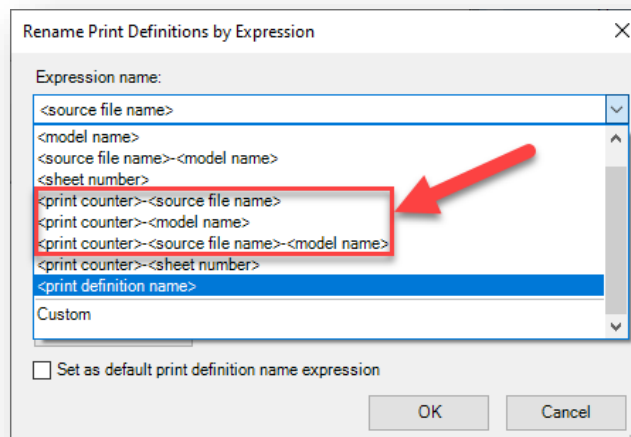 Rename Print Definitions by Expression
Expression name:
<source file name>
<model name>
<source file name>-<model name>
<sheet number>
<print counter>-<source file name>
<print counter>-<model name>
<print counter>-<source file name>-<model name>
<print counter>-<sheet number>
<print definition name>
Custom
Set as default print definition name expression
OK
Cancel